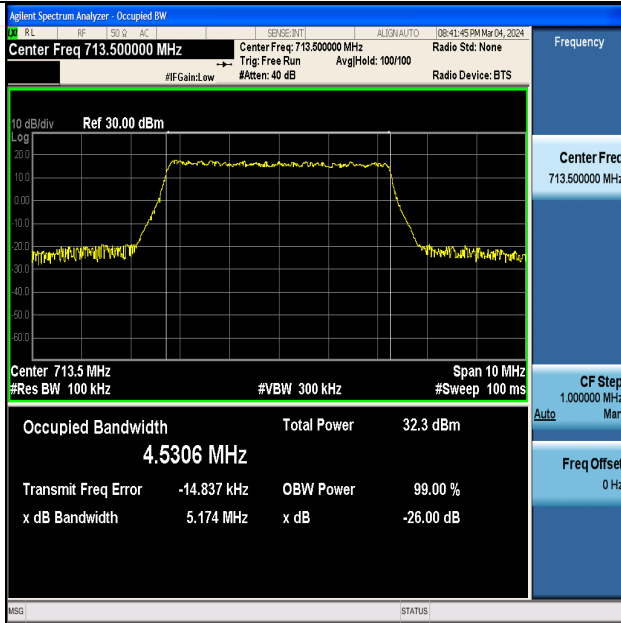 Agilent Spectrum Analyzer - Occupied BW
RL RF 50 Ω AC SENSE:INT ALIGN AUTO 08:41:45 PM Mar 04, 2024
Center Freq 713.500000 MHz
Center Freq: 713.500000 MHz
Radio Std: None
Trig: Free Run Avg|Hold: 100/100
#IFGain:Low #Atten: 40 dB Radio Device: BTS
10 dB/div Ref 30.00 dBm
Log
20.0
10.0
0.00
-10.0
-20.0
-30.0
-40.0
-50.0
-60.0
Center 713.5 MHz Span 10 MHz
#Res BW 100 kHz #VBW 300 kHz #Sweep 100 ms
Occupied Bandwidth Total Power 32.3 dBm
4.5306 MHz
Transmit Freq Error -14.837 kHz OBW Power 99.00 %
x dB Bandwidth 5.174 MHz x dB -26.00 dB
MSG STATUS
Frequency
Center Freq
713.500000 MHz
CF Step
1.000000 MHz
Auto Man
Freq Offset
0 Hz